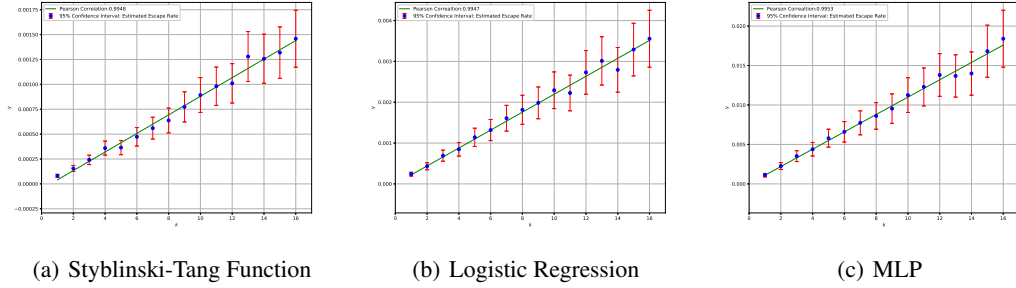 Pearson Correlation:0.9948
95% Confidence Interval: Estimated Escape Rate
0.00175
0.00150
0.00125
0.00100
0.00075
0.00050
0.00025
0.00000
−0.00025
γ
0 2 4 6 8 10 12 14 16
k
(a) Styblinski-Tang Function
Pearson Correaltion:0.9947
95% Confidence Interval: Estimated Escape Rate
0.004
0.003
0.002
0.001
0.000
γ
0 2 4 6 8 10 12 14 16
k
(b) Logistic Regression
Pearson Correaltion:0.9953
95% Confidence Interval: Estimated Escape Rate
0.020
0.015
0.010
0.005
0.000
γ
0 2 4 6 8 10 12 14 16
k
(c) MLP